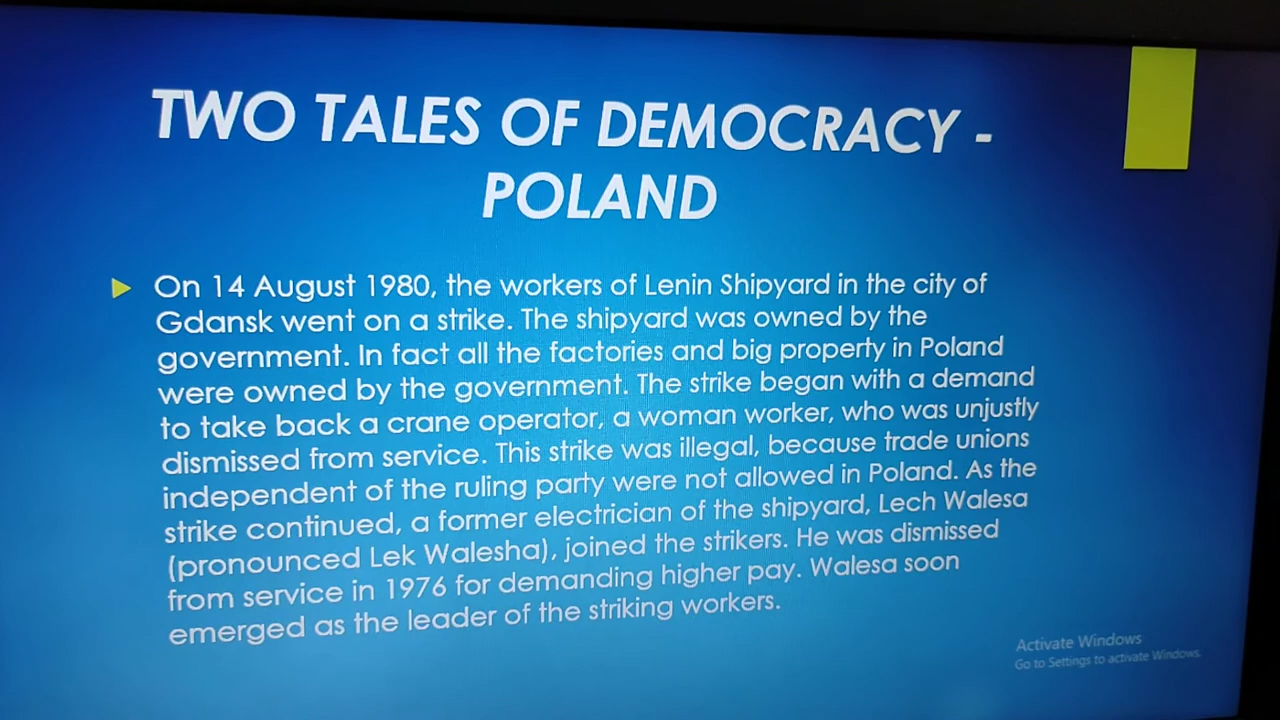 TWO TALES OF DEMOCRACY -
POLAND
On 14 August 1980, the workers of Lenin Shipyard in the city of
Gdansk went on a strike. The shipyard was owned by the
government. In fact all the factories and big property in Poland
were owned by the government. The strike began with a demand
to take back a crane operator, a woman worker, who was unjustly
dismissed from service. This strike was illegal, because trade unions
independent of the ruling party were not allowed in Poland. As the
strike continued, a former electrician of the shipyard, Lech Walesa
(pronounced Lek Walesha), joined the strikers. He was dismissed
from service in 1976 for demanding higher pay. Walesa soon
emerged as the leader of the striking workers.
Activate Windows
Go to Settings to activate Windows.